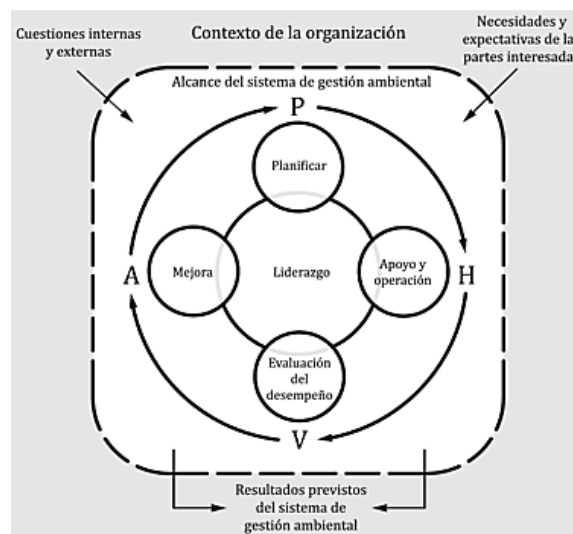 Cuestiones internas
y externas
Contexto de la organización
Necesidades y
expectativas de la
partes interesada
Alcance del sistema de gestión ambiental
P
Planificar
A
Mejora
Liderazgo
Apoyo y
operación
H
Evaluación
del
desempeño
V
Resultados previstos
del sistema de
gestión ambiental